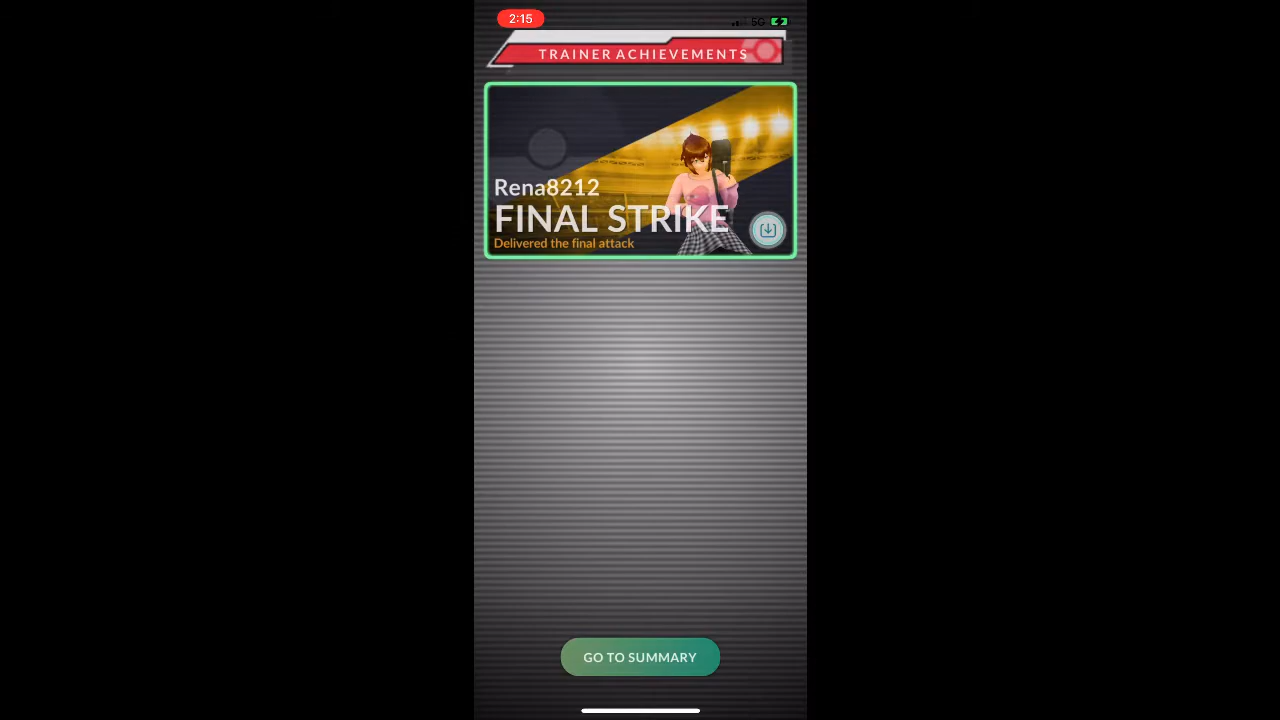 2:15
5G
TRAINER ACHIEVEMENTS
Rena8212
FINAL STRIKE
Delivered the final attack
GO TO SUMMARY